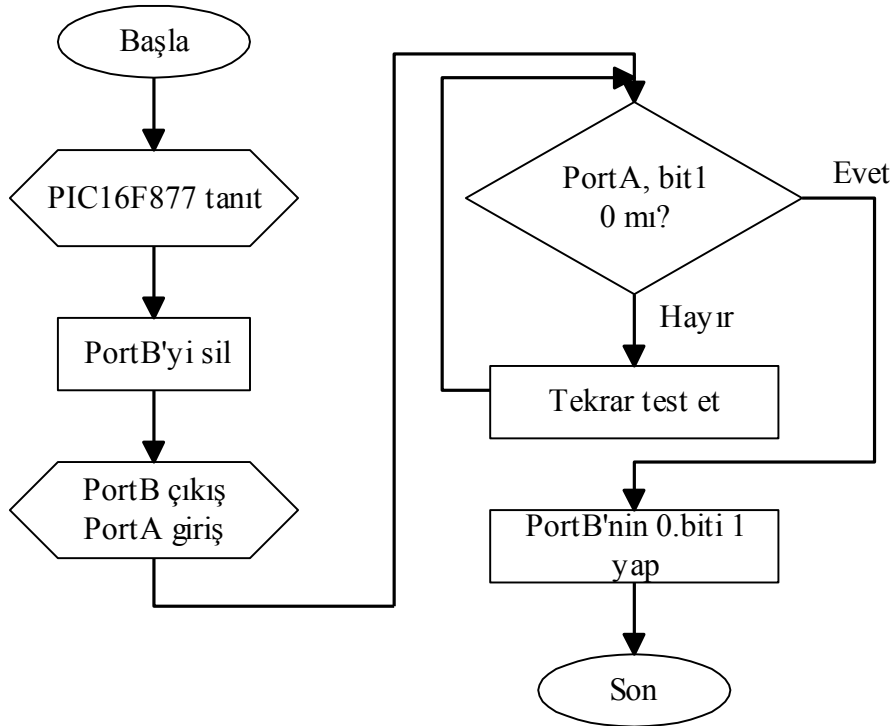 Başla
PIC16F877 tanıt
PortB'yi sil
PortB çıkış
PortA giriş
PortA, bit1
0 mı?
Evet
Hayır
Tekrar test et
PortB'nin 0.biti 1
yap
Son